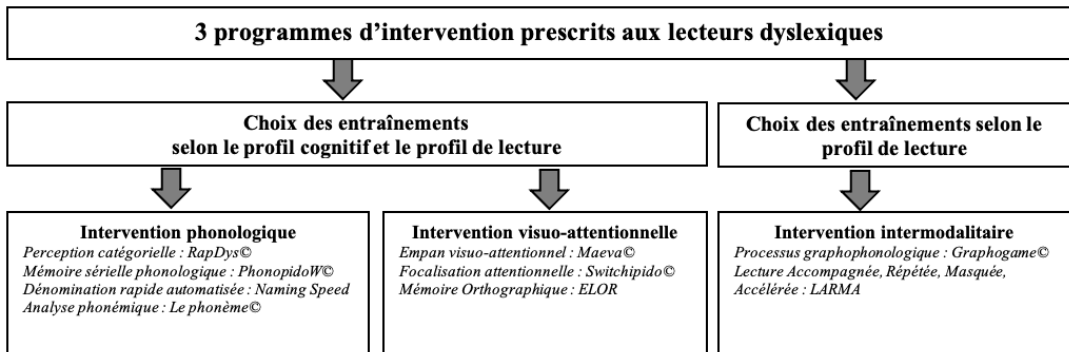 3 programmes d’intervention prescrits aux lecteurs dyslexiques
Choix des entraînements
selon le profil cognitif et le profil de lecture
Choix des entraînements selon le
profil de lecture
Intervention phonologique
Perception catégorielle : RapDys©
Mémoire sérielle phonologique : PhonopidoW©
Dénomination rapide automatisée : Naming Speed
Analyse phonémique : Le phonème©
Intervention visuo-attentionnelle
Empan visuo-attentionnel : Maeva©
Focalisation attentionnelle : Switchipido©
Mémoire Orthographique : ELOR
Intervention intermodalitaire
Processus graphophonologique : Graphogame©
Lecture Accompagnée, Répétée, Masquée,
Accélérée : LARMA